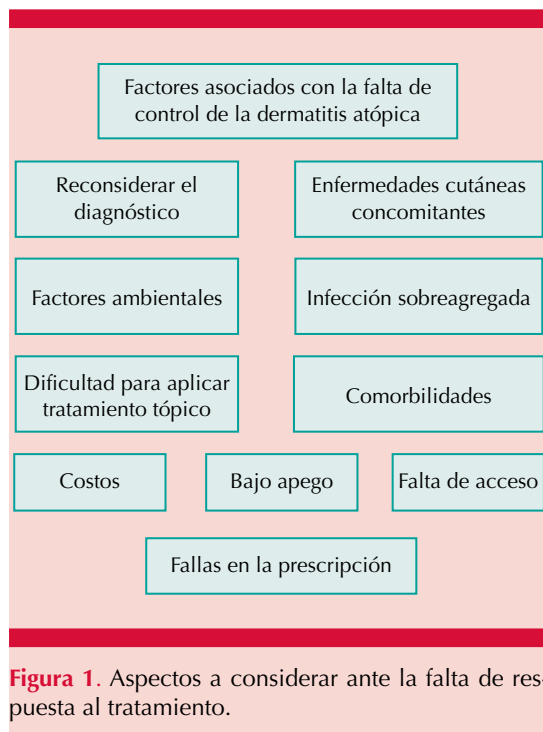 Factores asociados con la falta de
control de la dermatitis atópica
Reconsiderar el
diagnóstico
Enfermedades cutáneas
concomitantes
Factores ambientales
Infección sobreagregada
Dificultad para aplicar
tratamiento tópico
Comorbilidades
Costos
Bajo apego
Falta de acceso
Fallas en la prescripción
Figura 1. Aspectos a considerar ante la falta de res-
puesta al tratamiento.